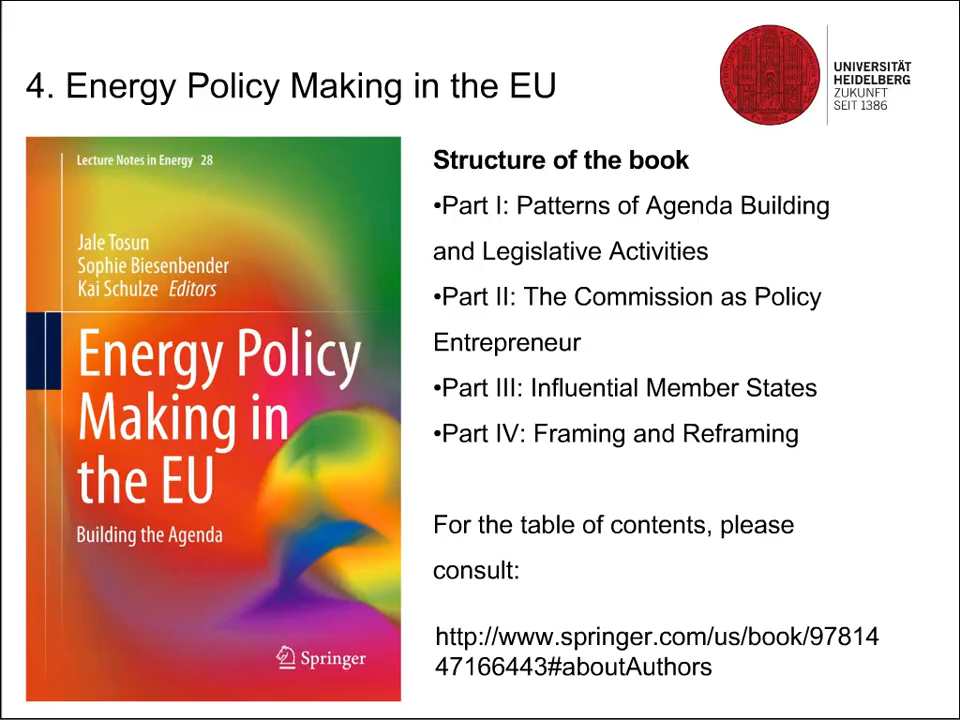 4. Energy Policy Making in the EU
UNIVERSITÄT
HEIDELBERG
ZUKUNFT
SEIT 1386
Lecture Notes in Energy 28
Jale Tosun
Sophie Biesenbender
Kai Schulze Editors
Energy Policy
Making in
the EU
Building the Agenda
Springer
Structure of the book
•Part I: Patterns of Agenda Building
and Legislative Activities
•Part II: The Commission as Policy
Entrepreneur
•Part III: Influential Member States
•Part IV: Framing and Reframing
For the table of contents, please
consult:
http://www.springer.com/us/book/97814
47166443#aboutAuthors